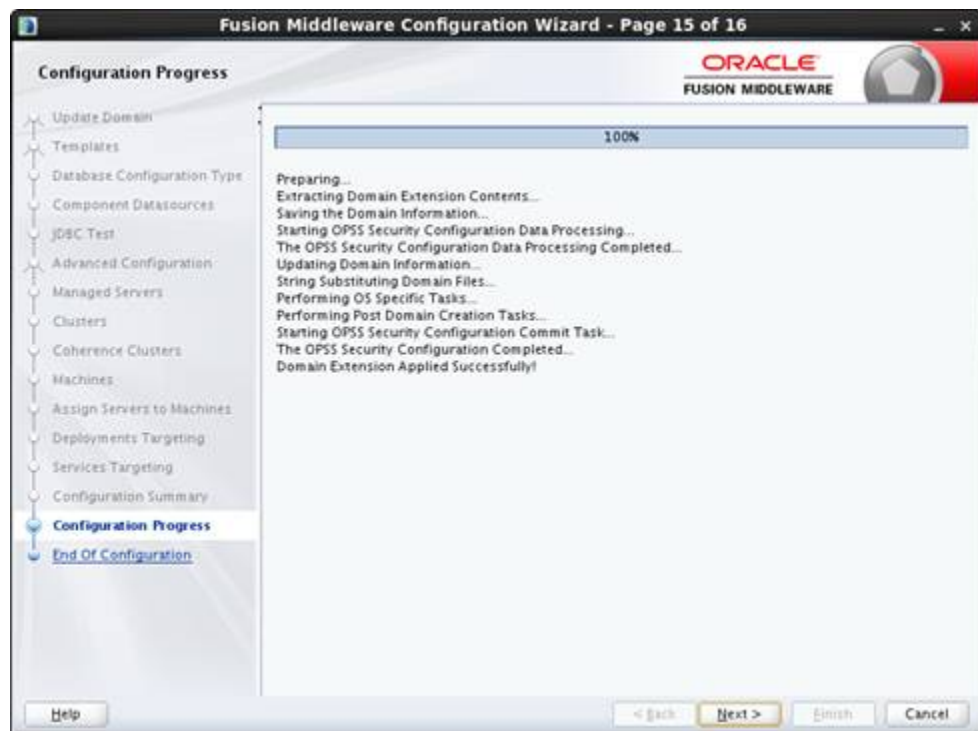 Fusion Middleware Configuration Wizard - Page 15 of 16
Configuration Progress
ORACLE
FUSION MIDDLEWARE
Update Domain
Templates
Database Configuration Type
Component Datasources
JDBC Test
Advanced Configuration
Managed Servers
Clusters
Coherence Clusters
Machines
Assign Servers to Machines
Deployments Targeting
Services Targeting
Configuration Summary
Configuration Progress
End Of Configuration
100%
Preparing...
Extracting Domain Extension Contents...
Saving the Domain Information...
Starting OPSS Security Configuration Data Processing...
The OPSS Security Configuration Data Processing Completed...
Updating Domain Information...
String Substituting Domain Files...
Performing OS Specific Tasks...
Performing Post Domain Creation Tasks...
Starting OPSS Security Configuration Commit Task...
The OPSS Security Configuration Completed...
Domain Extension Applied Successfully!
Help
< Back
Next >
Finish
Cancel